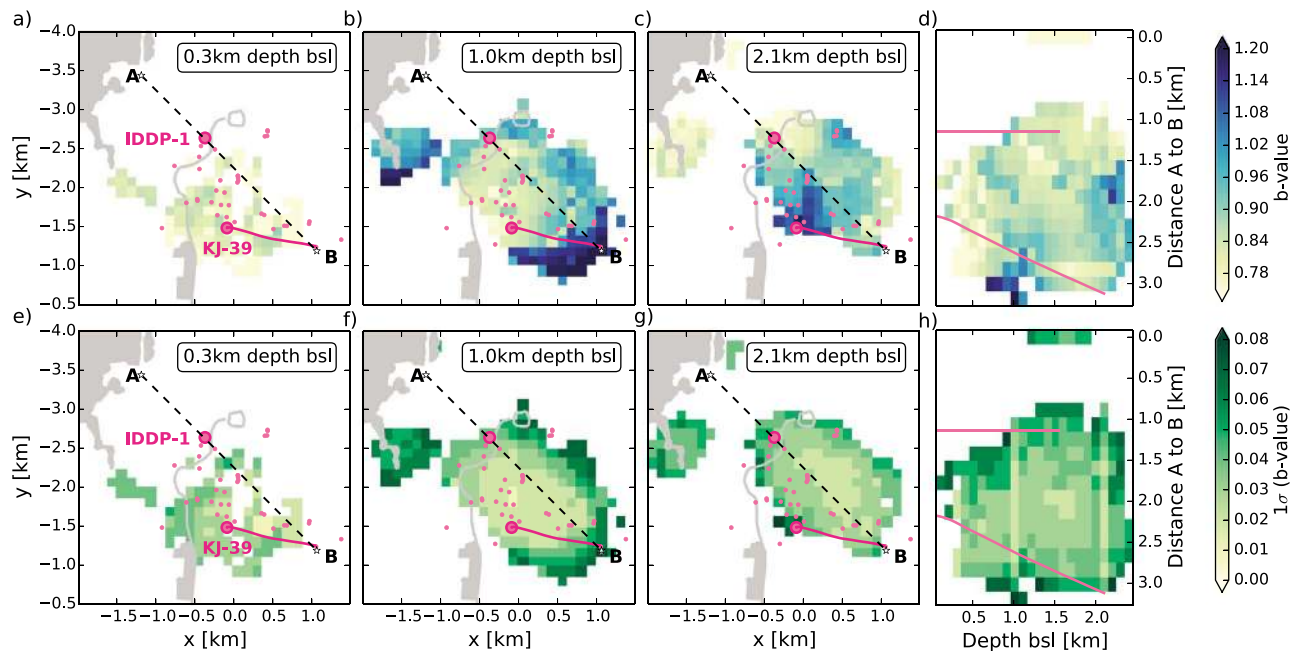 a)
b)
c)
d)
−4.0
−3.5
−3.0
−2.5
−2.0
−1.5
−1.0
−0.5
y [km]
0.3km depth bsl
A
IDDP-1
KJ-39
B
1.0km depth bsl
A
B
2.1km depth bsl
A
B
0.0
0.5
1.0
1.5
2.0
2.5
3.0
Distance A to B [km]
1.20
1.14
1.08
1.02
0.96
0.90
0.84
0.78
b-value
e)
f)
g)
h)
−4.0
−3.5
−3.0
−2.5
−2.0
−1.5
−1.0
−0.5
y [km]
0.3km depth bsl
A
IDDP-1
KJ-39
B
−1.5 −1.0 −0.5 0.0 0.5 1.0
x [km]
1.0km depth bsl
A
B
−1.5 −1.0 −0.5 0.0 0.5 1.0
x [km]
2.1km depth bsl
A
B
−1.5 −1.0 −0.5 0.0 0.5 1.0
x [km]
0.0
0.5
1.0
1.5
2.0
2.5
3.0
Distance A to B [km]
0.5 1.0 1.5 2.0
Depth bsl [km]
0.08
0.07
0.06
0.05
0.04
0.03
0.02
0.01
0.00
1σ (b-value)